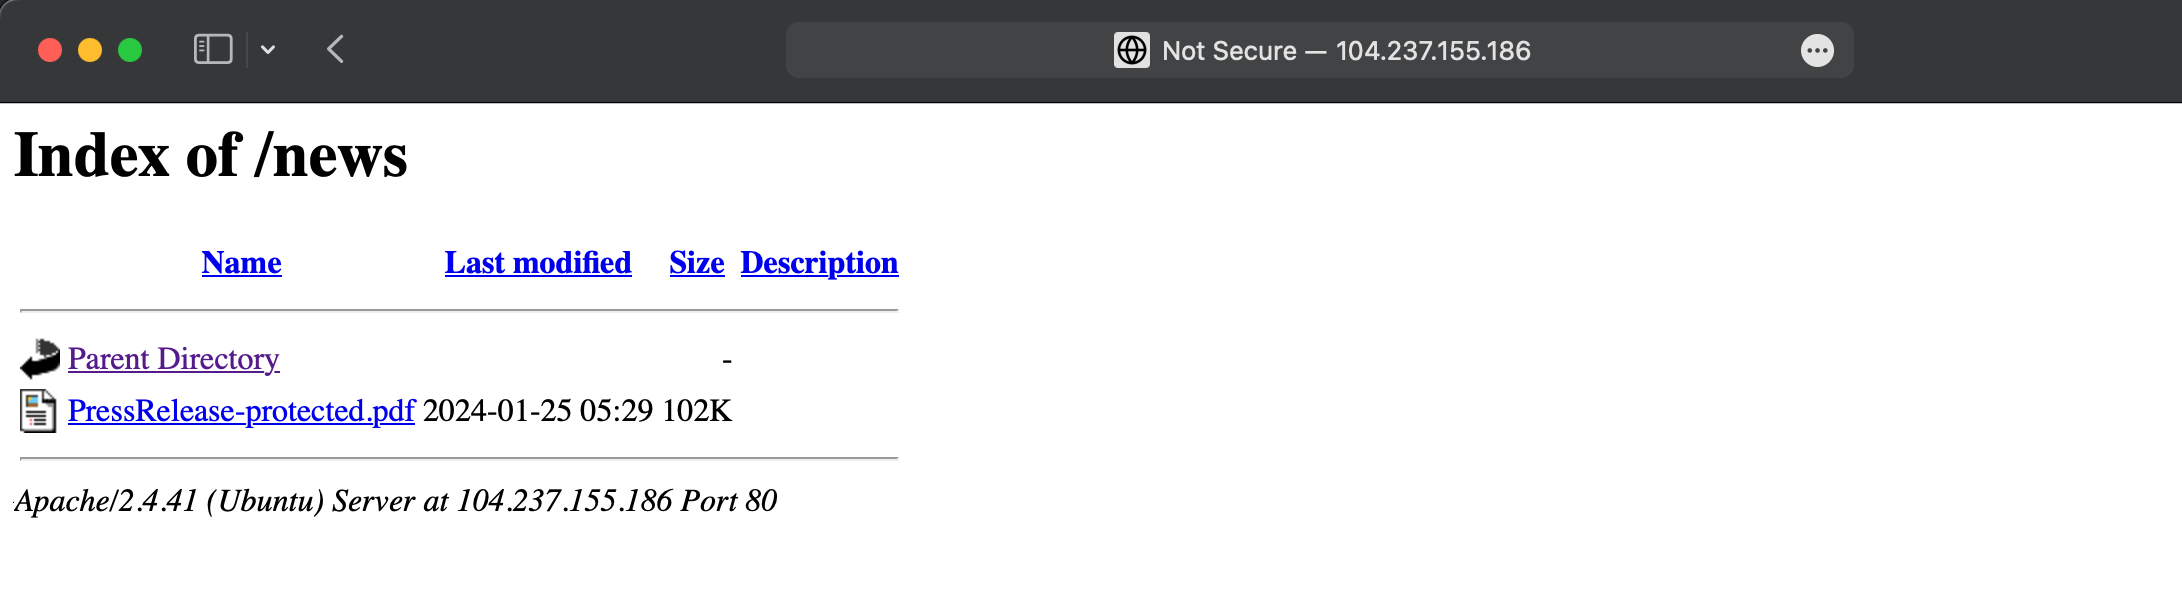 Not Secure — 104.237.155.186
Index of /news
Name Last modified Size Description
Parent Directory -
PressRelease-protected.pdf 2024-01-25 05:29 102K
Apache/2.4.41 (Ubuntu) Server at 104.237.155.186 Port 80